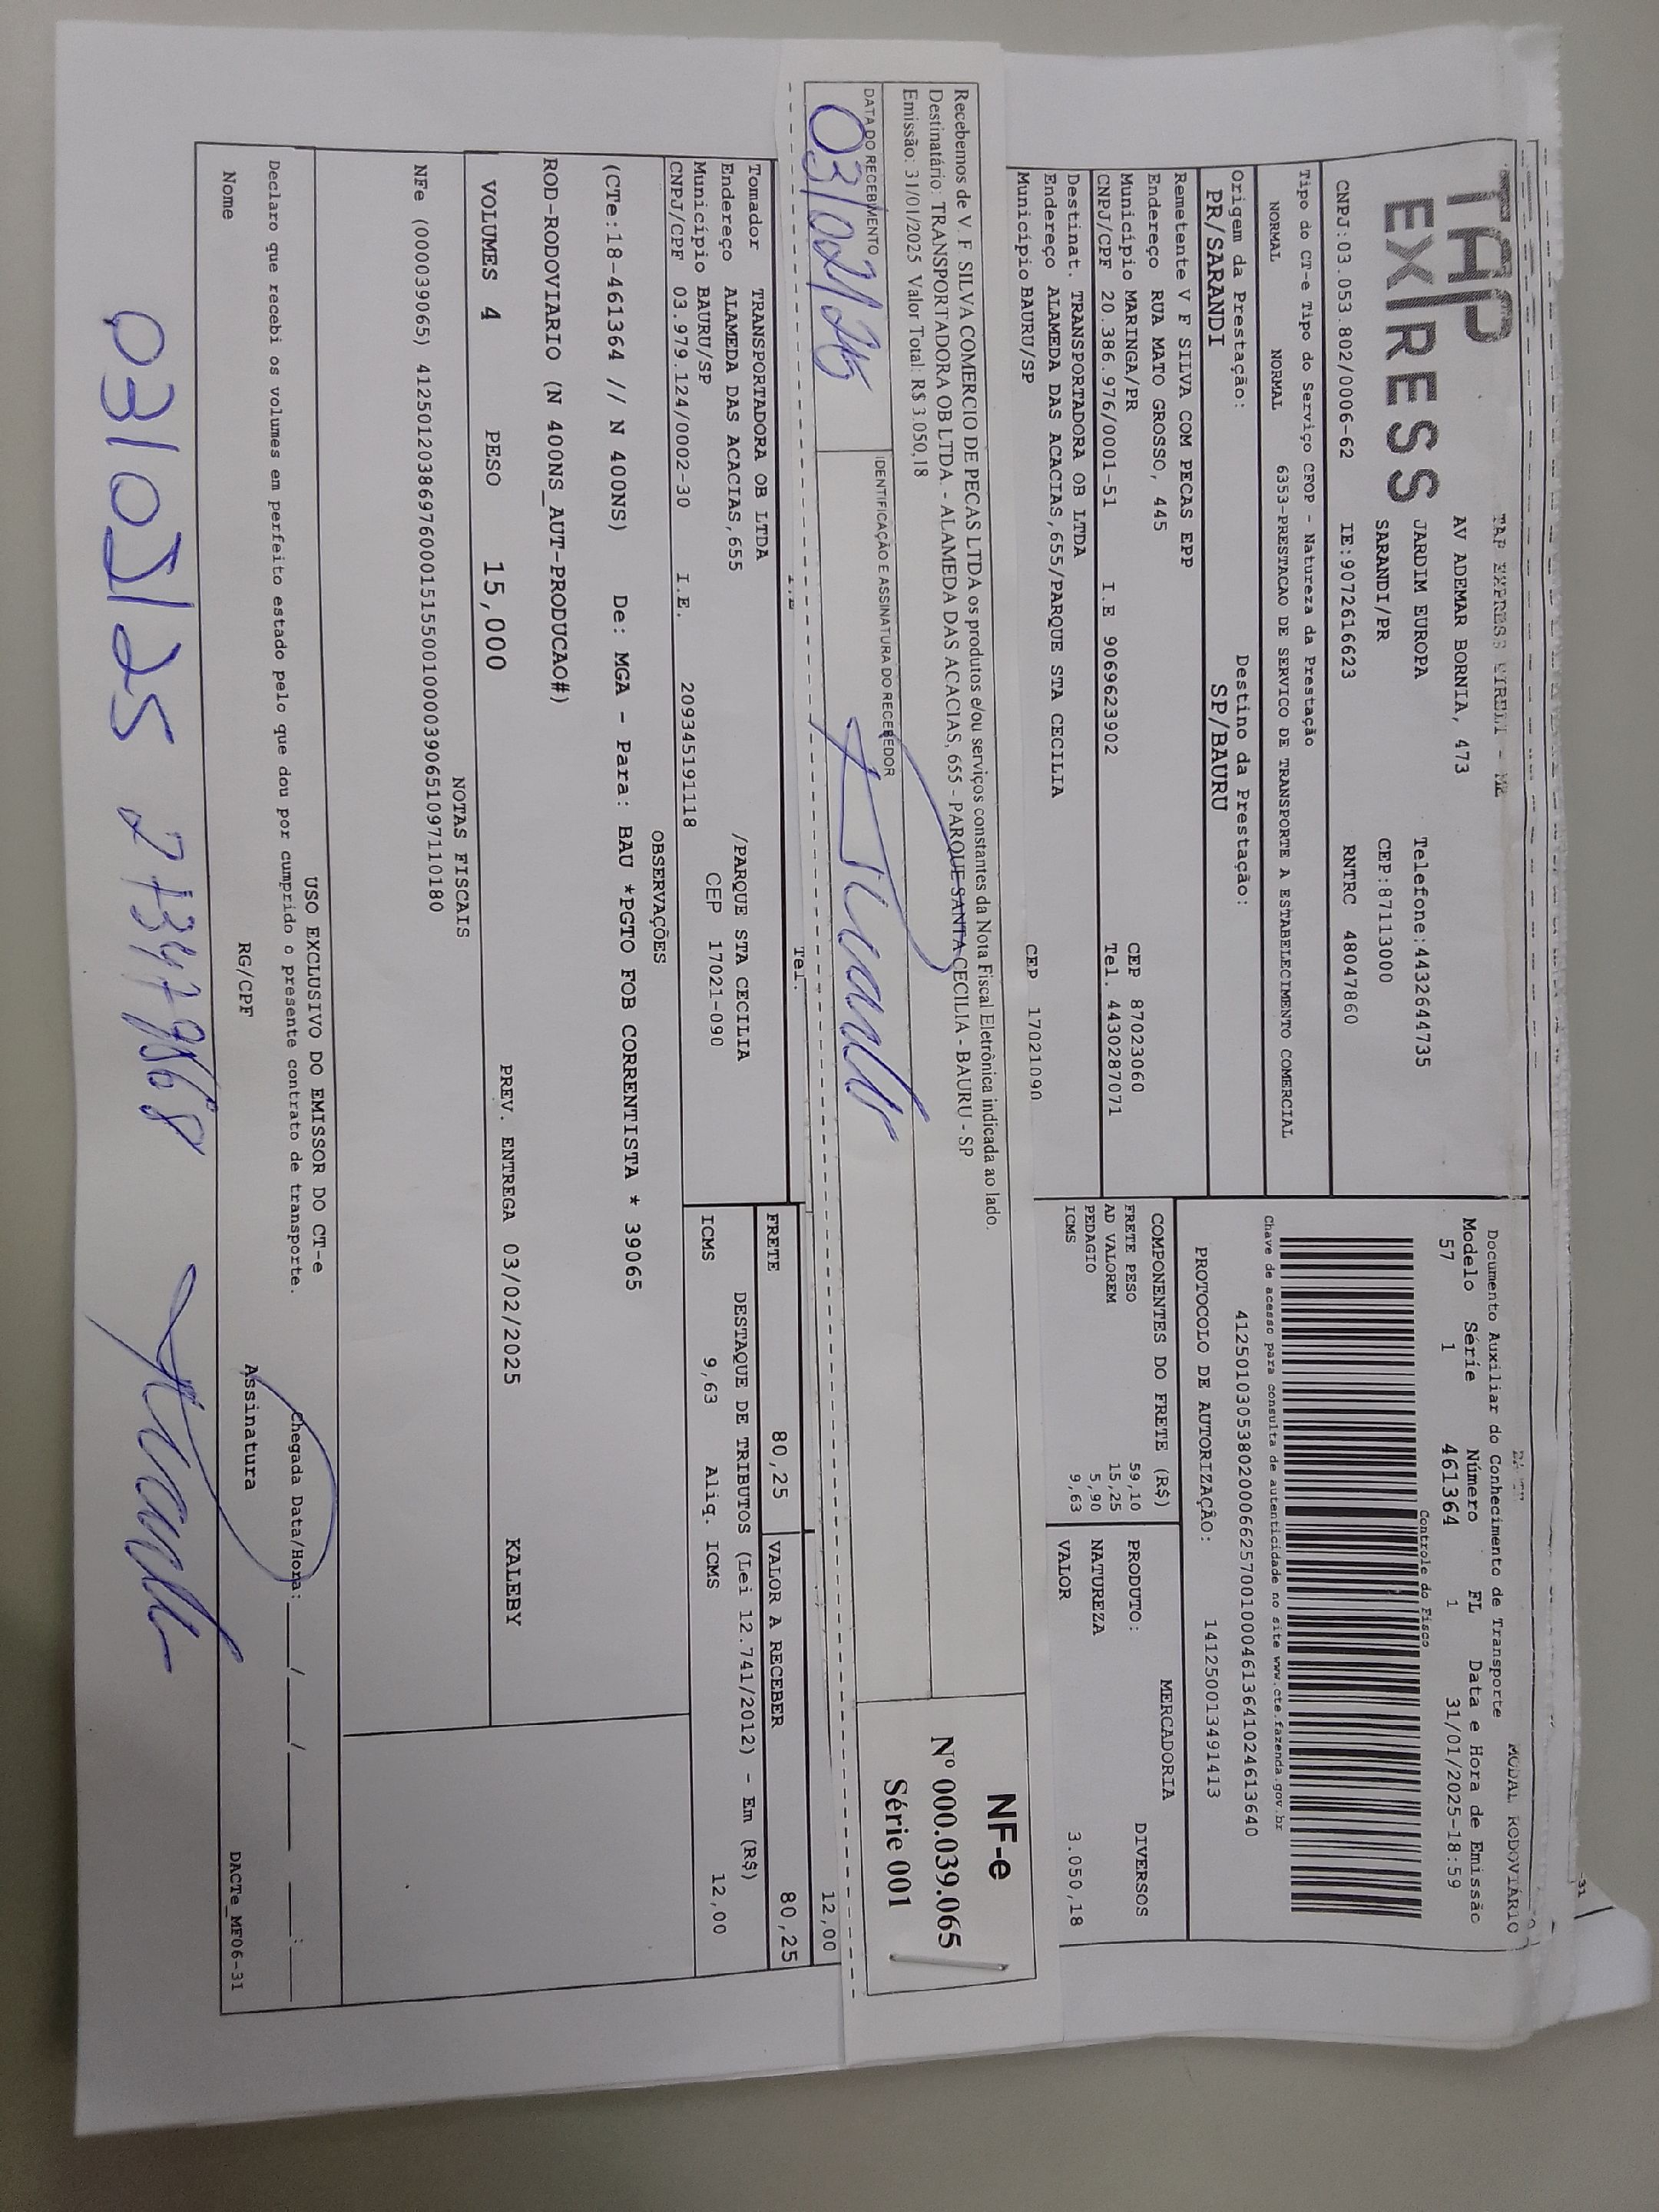 TAP EXPRESS
TAP EXPRESS EIRELI - ME
AV ADEMAR BORNIA, 473
JARDIM EUROPA Telefone:4432644735
SARANDI/PR CEP:87113000
CNPJ:03.053.802/0006-62 IE:9072616623 RNTRC 48047860
MODAL RODOVIÁRIO
Documento Auxiliar do Conhecimento de Transporte
Modelo Série Número FL Data e Hora de Emissão
57 1 461364 1 31/01/2025-18:59
Controle do Fisco
Chave de acesso para consulta de autenticidade no site www.cte.fazenda.gov.br
41250103053802000662570010004613641024613640
PROTOCOLO DE AUTORIZAÇÃO: 141250013491413
Tipo do CT-e Tipo do Serviço CFOP - Natureza da Prestação
NORMAL NORMAL 6353-PRESTACAO DE SERVICO DE TRANSPORTE A ESTABELECIMENTO COMERCIAL
Origem da Prestação: Destino da Prestação:
PR/SARANDI SP/BAURU
Remetente V F SILVA COM PECAS EPP
Endereço RUA MATO GROSSO, 445
Município MARINGA/PR CEP 87023060
CNPJ/CPF 20.386.976/0001-51 I.E 9069623902 Tel. 443028​7071
Destinat. TRANSPORTADORA OB LTDA
Endereço ALAMEDA DAS ACACIAS,655/PARQUE STA CECILIA
Município BAURU/SP CEP 17021090
COMPONENTES DO FRETE (R$)
FRETE PESO 59,10
AD VALOREM 15,25
PEDAGIO 5,90
ICMS 9,63
MERCADORIA
PRODUTO: DIVERSOS
NATUREZA
VALOR 3.050,18
Recebemos de V. F. SILVA COMERCIO DE PECAS LTDA os produtos e/ou serviços constantes da Nota Fiscal Eletrônica indicada ao lado.
Destinatário: TRANSPORTADORA OB LTDA - ALAMEDA DAS ACACIAS, 655 - PARQUE SANTA CECILIA - BAURU - SP
Emissão: 31/01/2025 Valor Total: R$ 3.050,18
DATA DO RECEBIMENTO IDENTIFICAÇÃO E ASSINATURA DO RECEBEDOR
03/02/25
NF-e
Nº 000.039.065
Série 001
Tel.
12,00
Tomador TRANSPORTADORA OB LTDA
Endereço ALAMEDA DAS ACACIAS,655 /PARQUE STA CECILIA
Município BAURU/SP CEP 17021-090
CNPJ/CPF 03.979.124/0002-30 I.E. 209345191118
FRETE 80,25 VALOR A RECEBER 80,25
DESTAQUE DE TRIBUTOS (Lei 12.741/2012) - Em (R$)
ICMS 9,63 Aliq. ICMS 12,00
OBSERVAÇÕES
(CTe:18-461364 // N 400NS) De: MGA - Para: BAU *PGTO FOB CORRENTISTA * 39065
ROD-RODOVIARIO (N 400NS_AUT-PRODUCAO#)
VOLUMES 4 PESO 15,000 PREV. ENTREGA 03/02/2025 KALEBY
NOTAS FISCAIS
NFe (000039065) 41250120386976000151550010000390651097110180
USO EXCLUSIVO DO EMISSOR DO CT-e
Declaro que recebi os volumes em perfeito estado pelo que dou por cumprido o presente contrato de transporte. Chegada Data/Hora: ___/___/_____ ___:___
Nome RG/CPF Assinatura DACTe_MF06-31